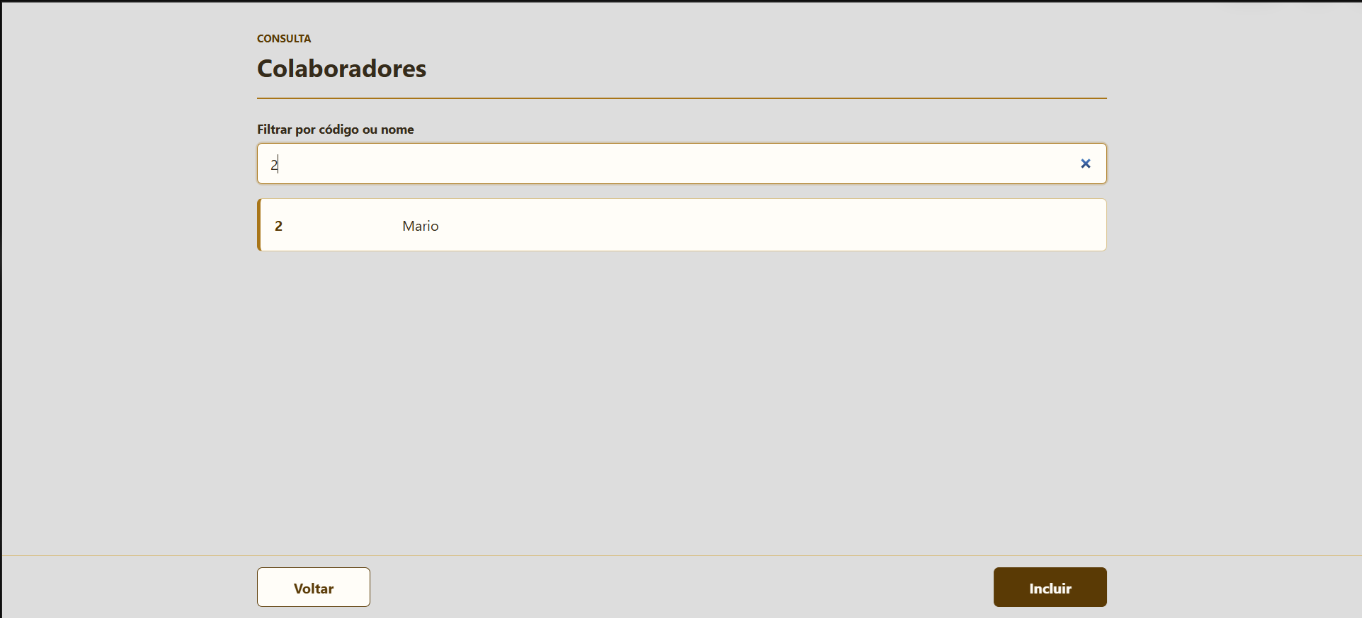 CONSULTA
Colaboradores
Filtrar por código ou nome
2
2 Mario
Voltar Incluir